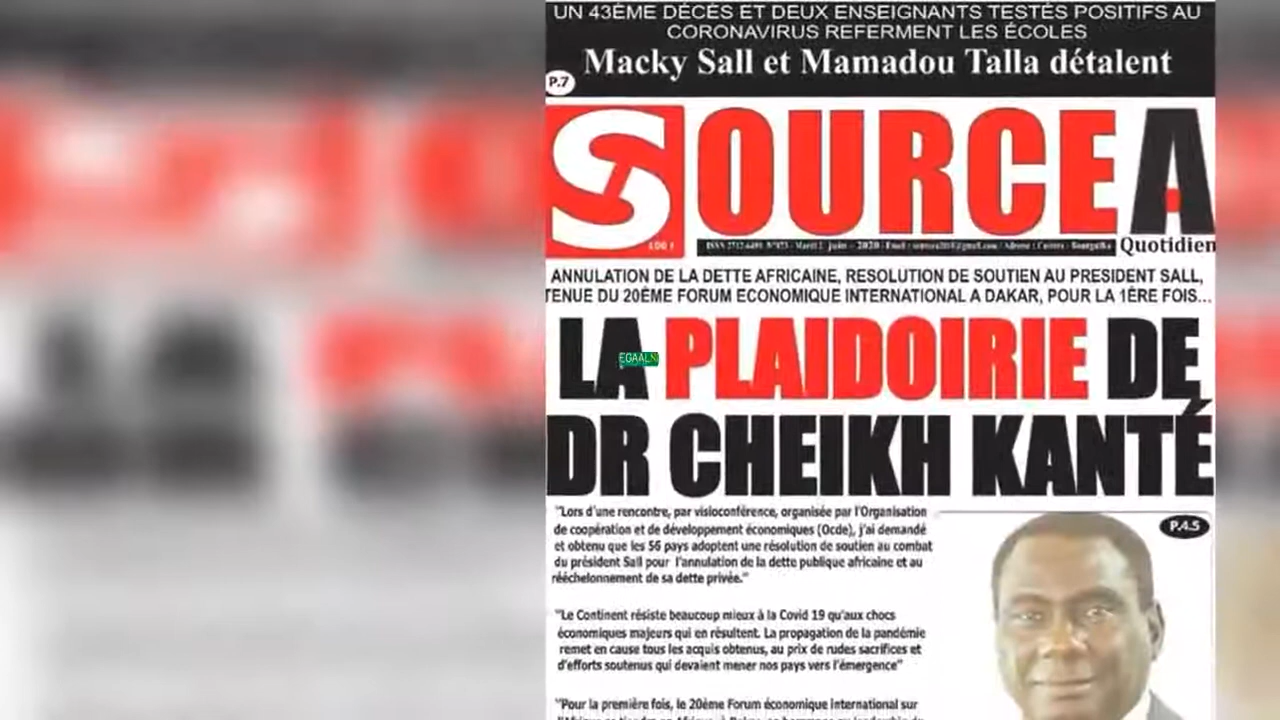 UN 43ÉME DÉCÈS ET DEUX ENSEIGNANTS TESTÉS POSITIFS AU
CORONAVIRUS REFERMENT LES ÉCOLES
Macky Sall et Mamadou Talla détalent
P.7
SOURCE A
100 F
Mardi 2 juin - 2020
Quotidien
ANNULATION DE LA DETTE AFRICAINE, RESOLUTION DE SOUTIEN AU PRESIDENT SALL,
TENUE DU 20ÈME FORUM ECONOMIQUE INTERNATIONAL A DAKAR, POUR LA 1ÈRE FOIS...
LA PLAIDOIRIE DE
EGAALN
DR CHEIKH KANTÉ
"Lors d'une rencontre, par visioconférence, organisée par l'Organisation
de coopération et de développement économiques (Ocde), j'ai demandé
et obtenu que les 56 pays adoptent une résolution de soutien au combat
du président Sall pour l'annulation de la dette publique africaine et au
rééchelonnement de sa dette privée."
P.4.5
"Le Continent résiste beaucoup mieux à la Covid 19 qu'aux chocs
économiques majeurs qui en résultent. La propagation de la pandémie
remet en cause tous les acquis obtenus, au prix de rudes sacrifices et
d'efforts soutenus qui devaient mener nos pays vers l'émergence"
"Pour la première fois, le 20ème Forum économique international sur